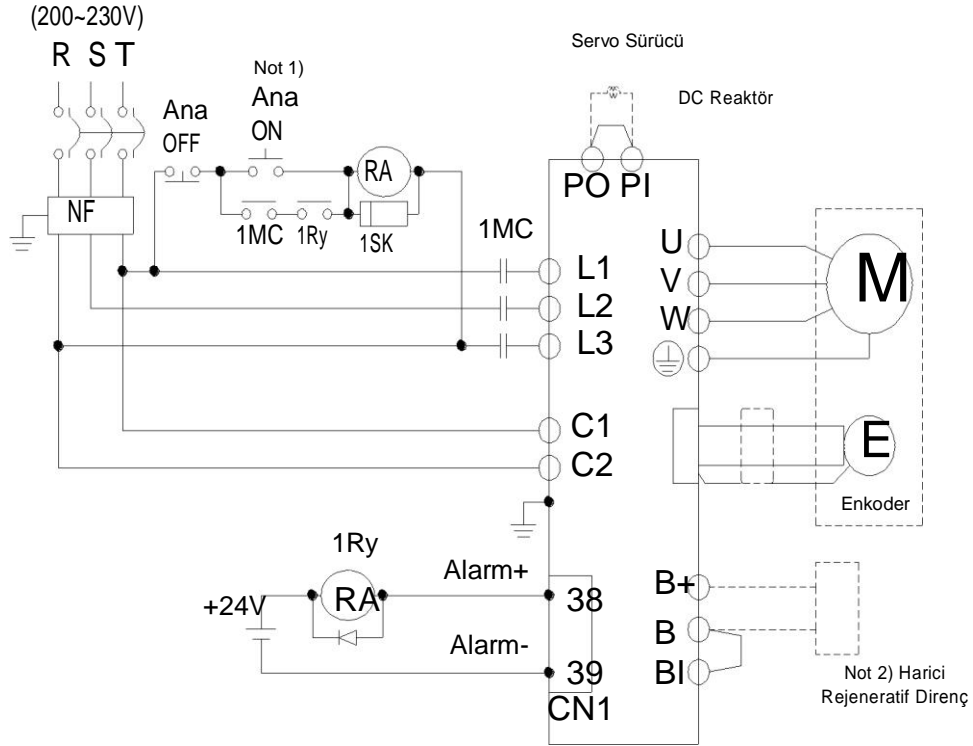 (200~230V)
R S T
Servo Sürücü
Not 1)
Ana
OFF
Ana
ON
DC Reaktör
RA
PO PI
NF
1MC
1Ry
1SK
1MC
L1
L2
L3
U
V
W
M
C1
C2
E
Enkoder
1Ry
Alarm+
+24V
RA
38
B+
Alarm-
B
39
BI
CN1
Not 2) Harici
Rejeneratif Direnç